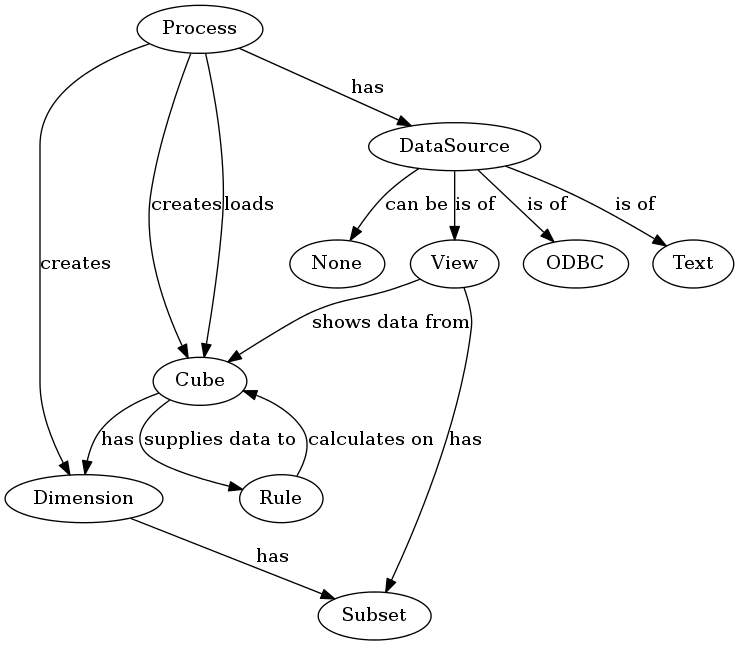 Process
has
DataSource
creates
loads
can be
is of
is of
is of
creates
None
View
ODBC
Text
shows data from
Cube
has
supplies data to
calculates on
has
Dimension
Rule
has
Subset